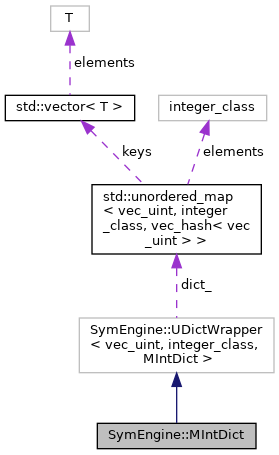 T
elements
std::vector< T >
integer_class
keys
elements
std::unordered_map
< vec_uint, integer
_class, vec_hash< vec
_uint > >
dict_
SymEngine::UDictWrapper
< vec_uint, integer_class,
MIntDict >
SymEngine::MIntDict